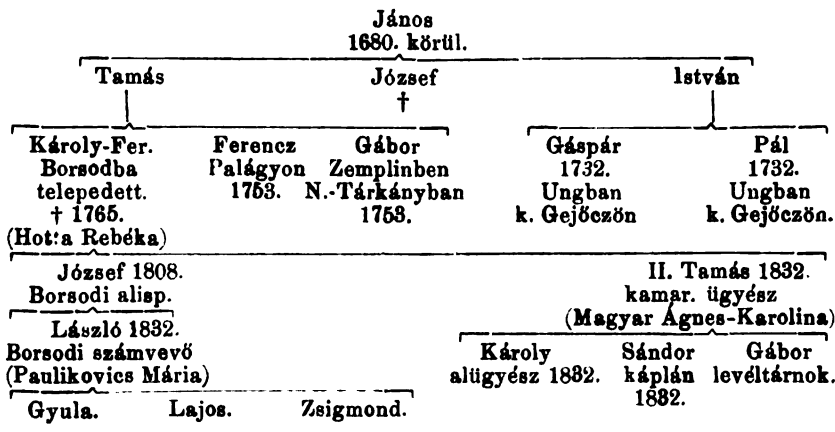 János
1680. körül.
Tamás József István
†
Károly-Fer. Ferencz Gábor Gáspár Pál
Borsodba Palágyon Zemplinben 1732. 1732.
telepedett. 1753. N.-Tárkányban Ungban Ungban
† 1765. 1753. k. Gejőczön k. Gejőczön.
(Hotta Rebéka)
József 1808. II. Tamás 1832.
Borsodi alisp. kamar. ügyész
László 1832. (Magyar Ágnes-Karolina)
Borsodi számvevő Károly Sándor Gábor
(Paulikovics Mária) alügyész 1832. káplán levéltárnok.
1832.
Gyula. Lajos. Zsigmond.